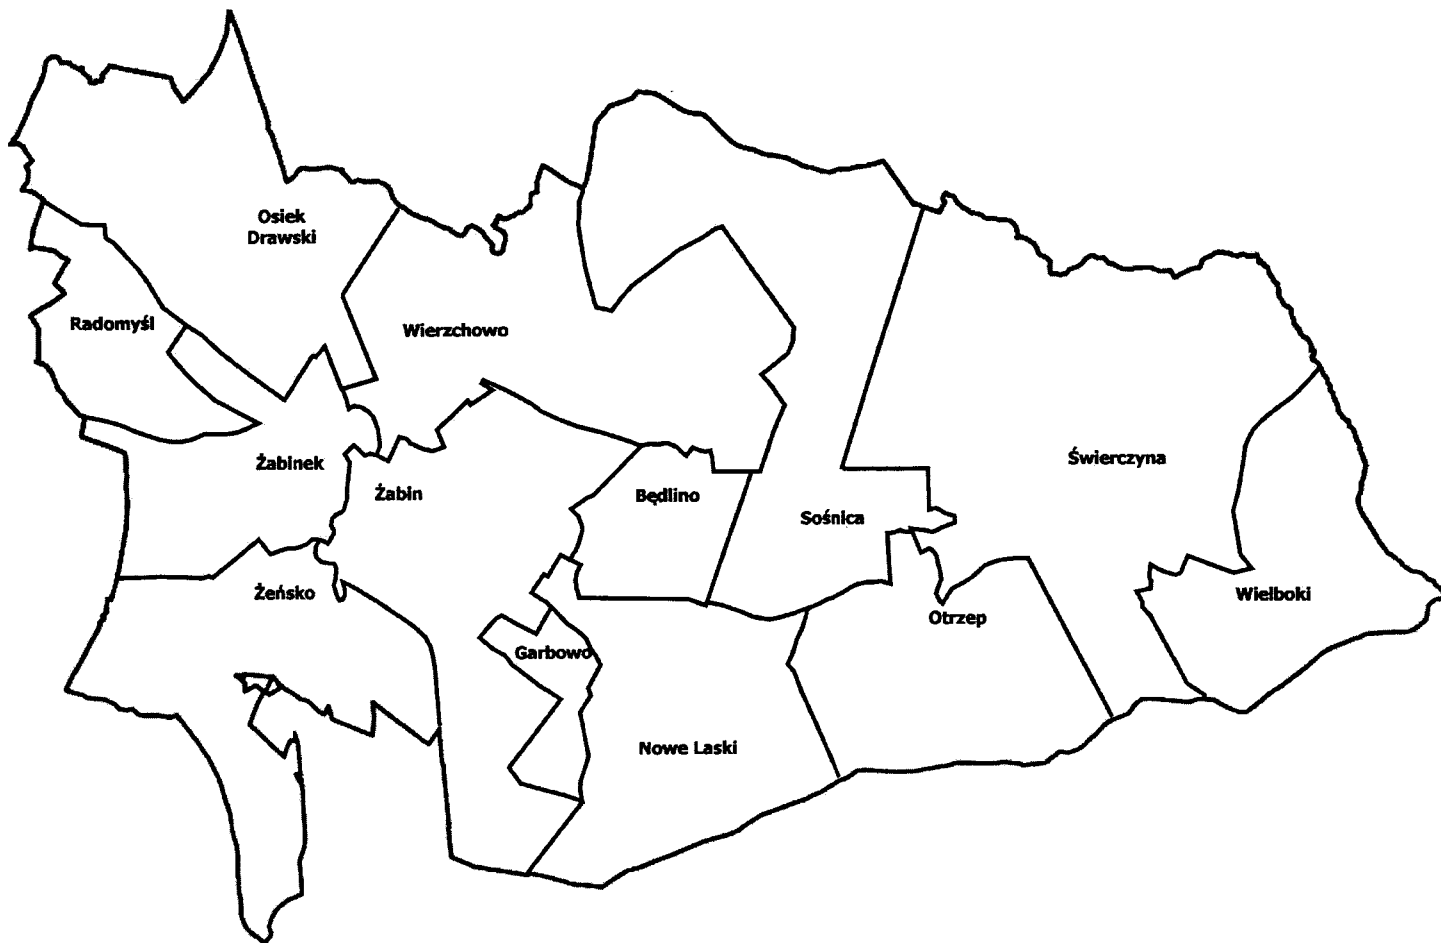 Osiek
Drawski
Radomyśl
Wierzchowo
Świerczyna
Żabinek
Żabin
Będlino
Sośnica
Żeńsko
Wielboki
Otrzep
Garbowo
Nowe Laski